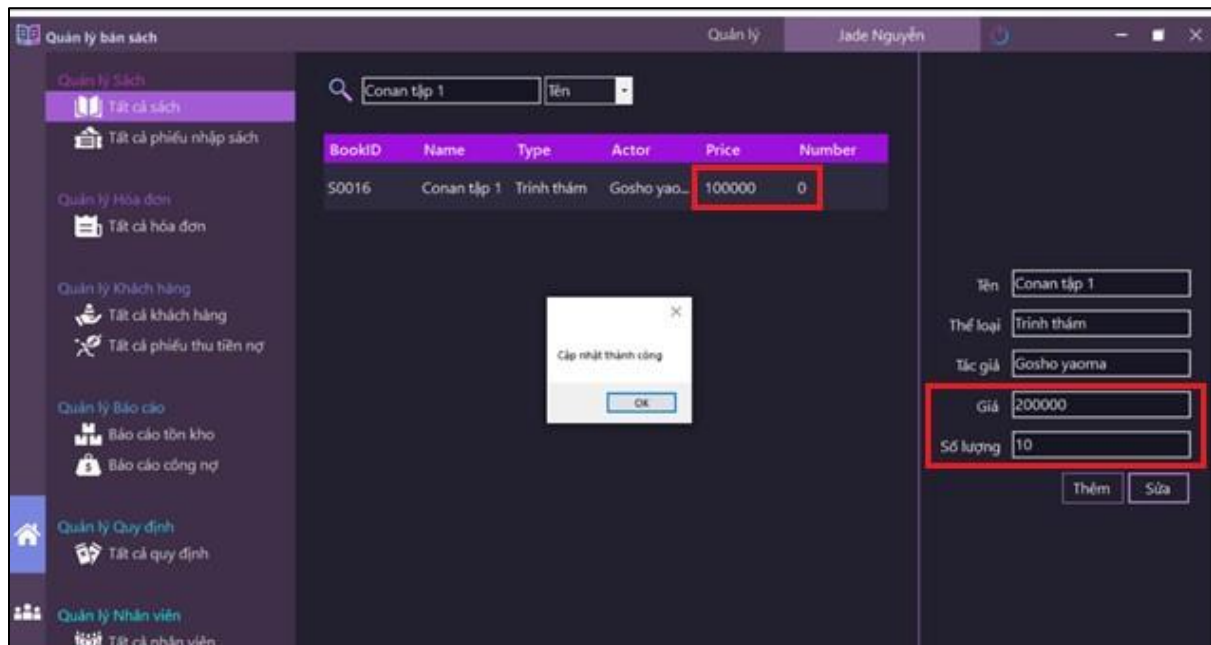 Quản lý bán sách
Quản lý
Jade Nguyễn
Quản lý Sách
Tất cả sách
Tất cả phiếu nhập sách
Quản lý Hóa đơn
Tất cả hóa đơn
Quản lý Khách hàng
Tất cả khách hàng
Tất cả phiếu thu tiền nợ
Quản lý Báo cáo
Báo cáo tồn kho
Báo cáo công nợ
Quản lý Quy định
Tất cả quy định
Quản lý Nhân viên
Tất cả nhân viên
Conan tập 1 Tên
BookID Name Type Actor Price Number
S0016 Conan tập 1 Trinh thám Gosho yao... 100000 0
Cập nhật thành công
OK
Tên Conan tập 1
Thể loại Trinh thám
Tác giả Gosho yaoma
Giá 200000
Số lượng 10
Thêm Sửa